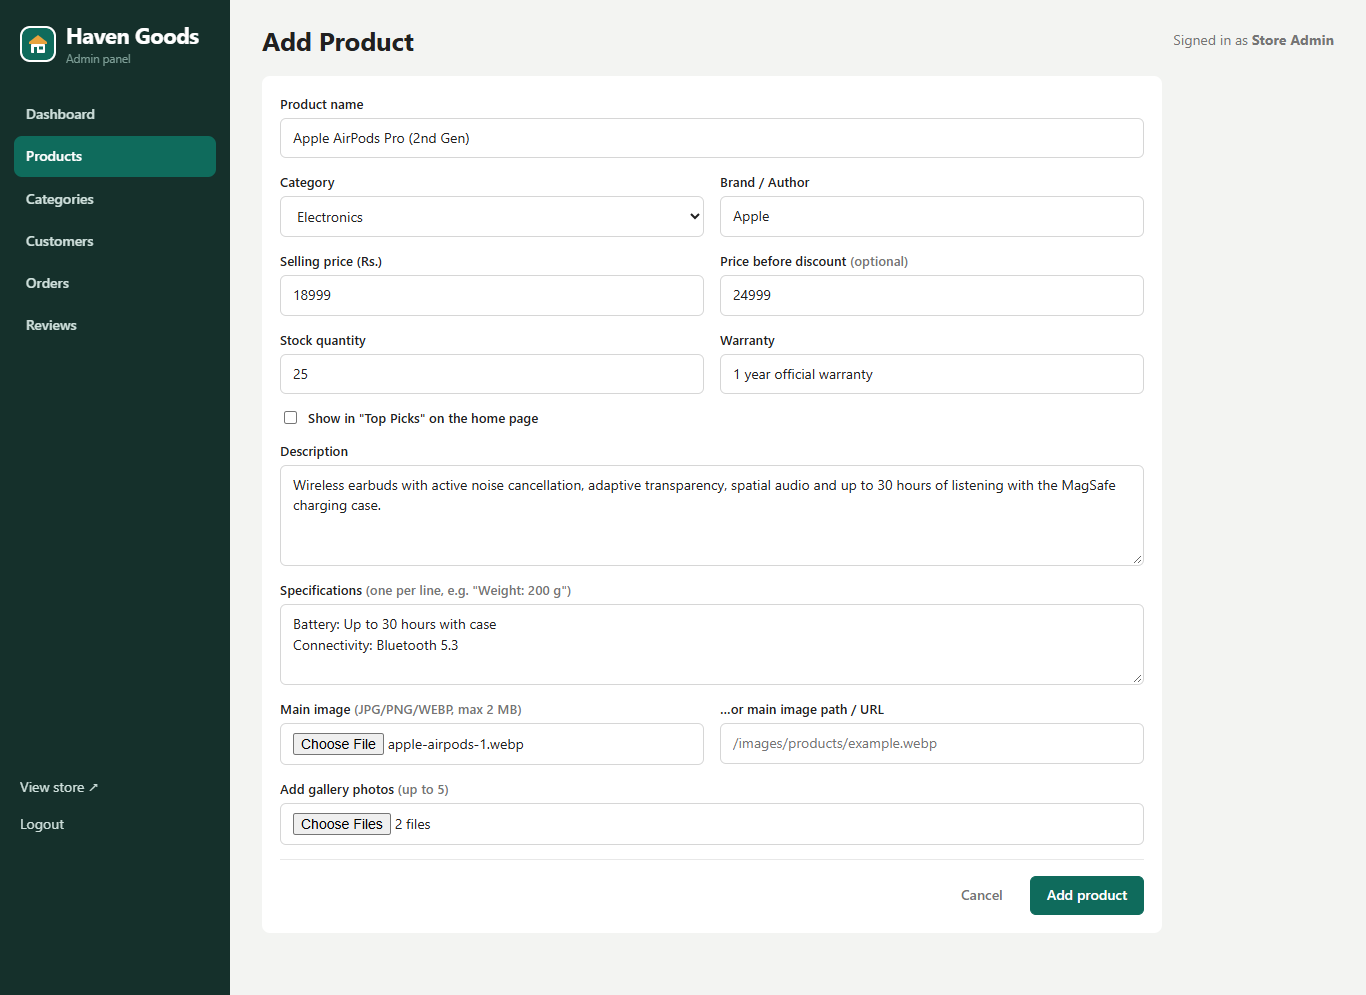 Haven Goods
Admin panel
Dashboard
Products
Categories
Customers
Orders
Reviews
View store ↗
Logout
Add Product
Signed in as Store Admin
Product name
Apple AirPods Pro (2nd Gen)
Category
Brand / Author
Electronics
Apple
Selling price (Rs.)
Price before discount (optional)
18999
24999
Stock quantity
Warranty
25
1 year official warranty
Show in "Top Picks" on the home page
Description
Wireless earbuds with active noise cancellation, adaptive transparency, spatial audio and up to 30 hours of listening with the MagSafe
charging case.
Specifications (one per line, e.g. "Weight: 200 g")
Battery: Up to 30 hours with case
Connectivity: Bluetooth 5.3
Main image (JPG/PNG/WEBP, max 2 MB)
...or main image path / URL
Choose File apple-airpods-1.webp
/images/products/example.webp
Add gallery photos (up to 5)
Choose Files 2 files
Cancel
Add product